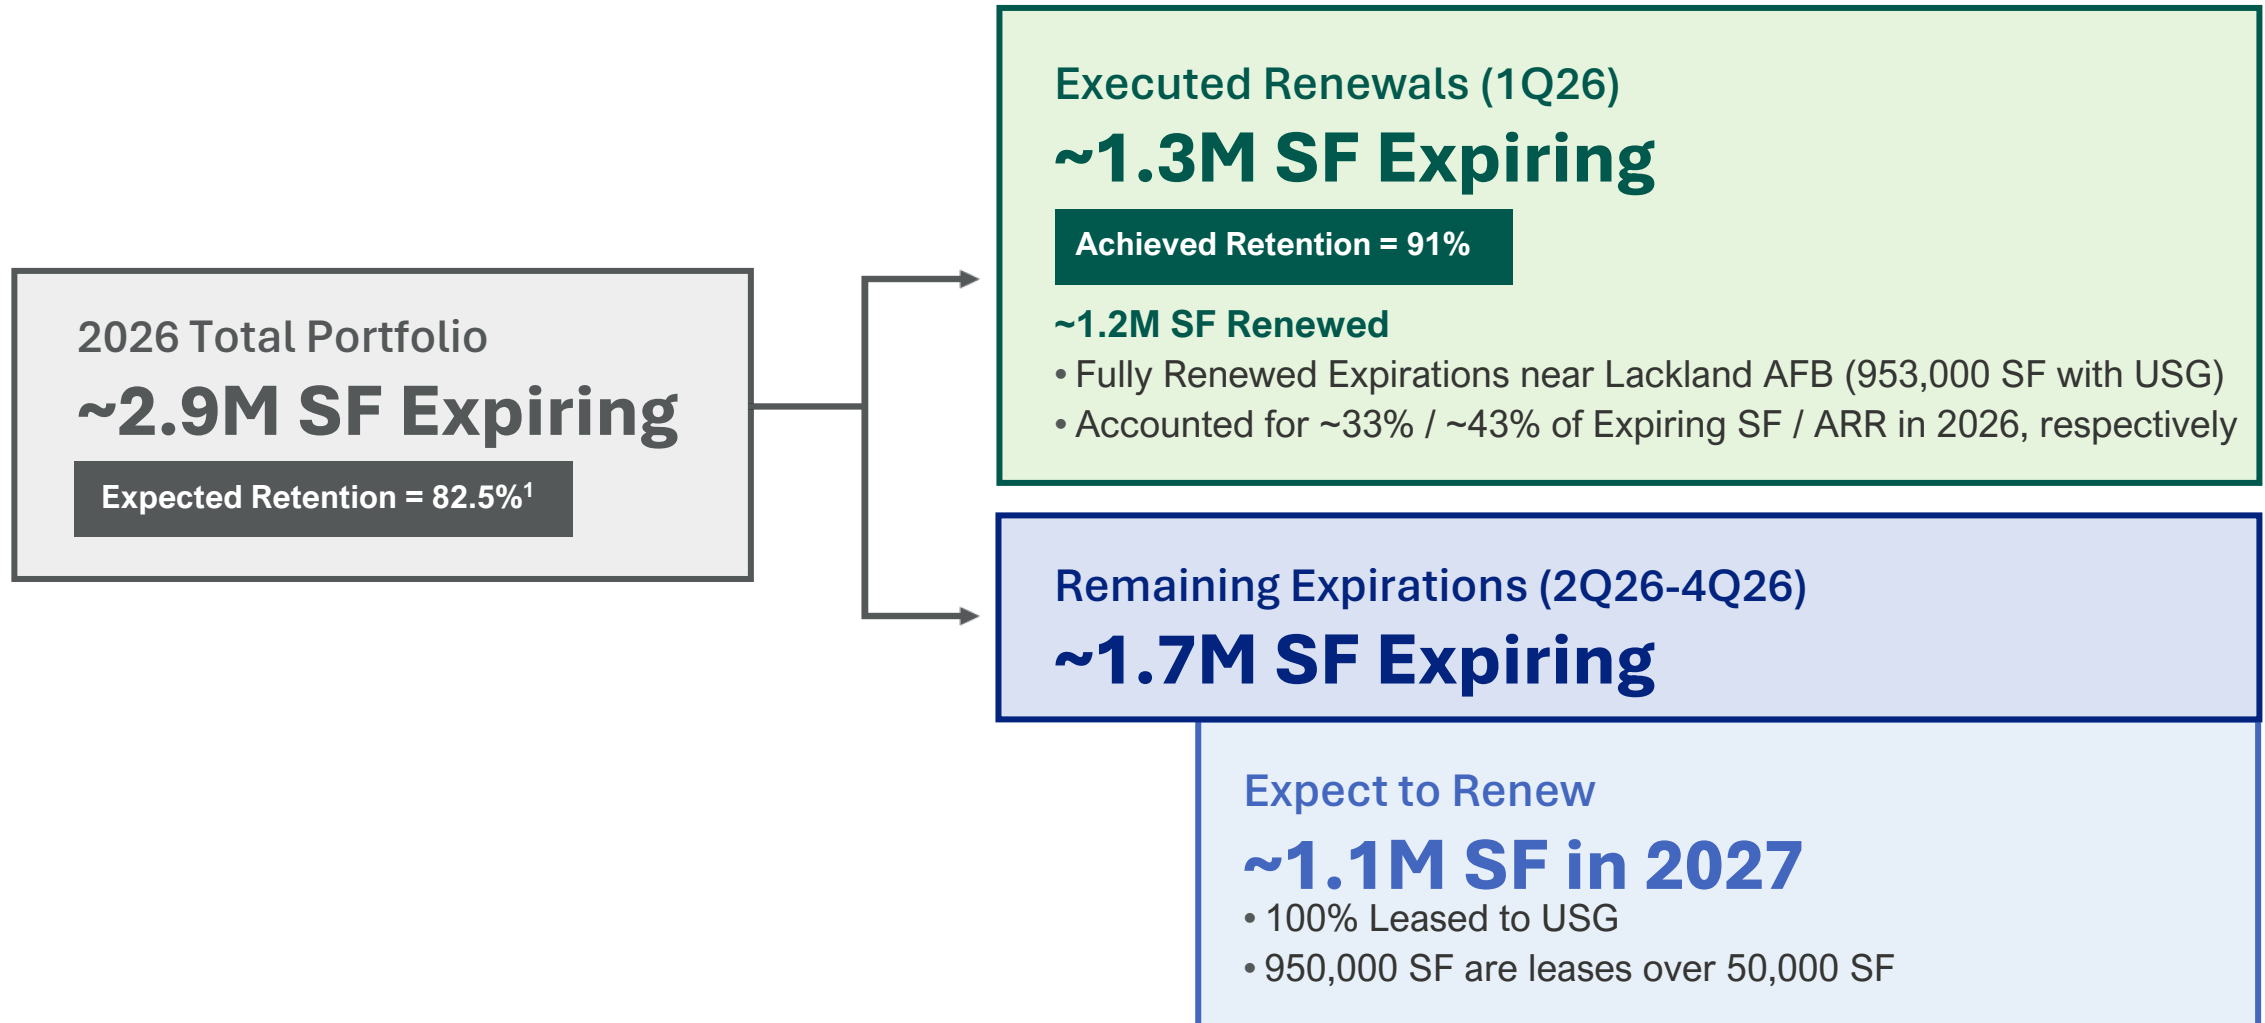 2026 Total Portfolio
~2.9M SF Expiring
Expected Retention = 82.5%¹
Executed Renewals (1Q26)
~1.3M SF Expiring
Achieved Retention = 91%
~1.2M SF Renewed
• Fully Renewed Expirations near Lackland AFB (953,000 SF with USG)
• Accounted for ~33% / ~43% of Expiring SF / ARR in 2026, respectively
Remaining Expirations (2Q26-4Q26)
~1.7M SF Expiring
Expect to Renew
~1.1M SF in 2027
• 100% Leased to USG
• 950,000 SF are leases over 50,000 SF